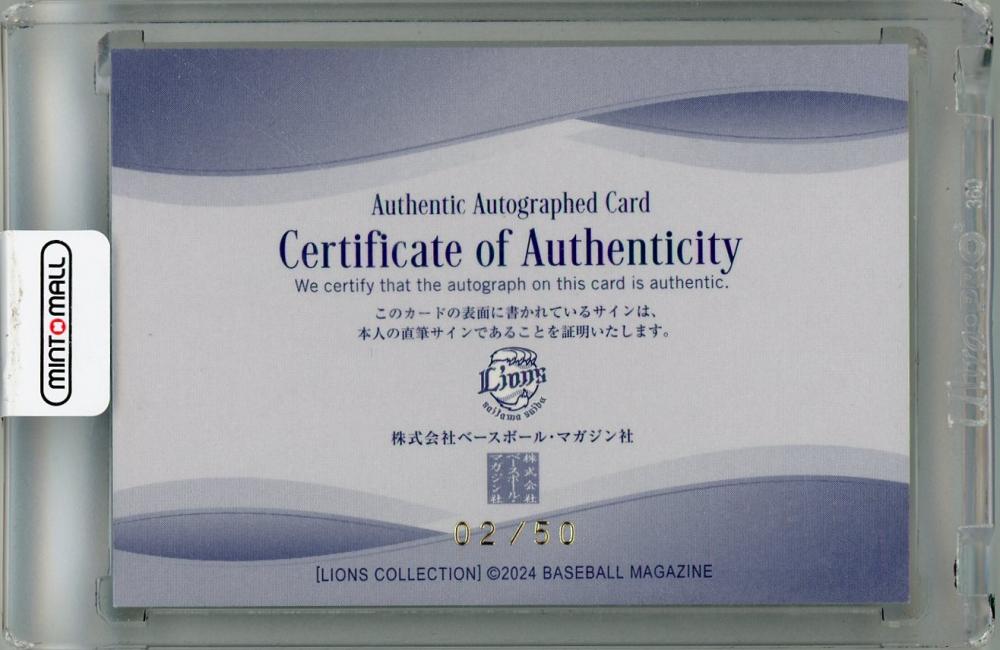 Authentic Autographed Card
Certificate of Authenticity
We certify that the autograph on this card is authentic.
このカードの表面に書かれているサインは、
本人の直筆サインであることを証明いたします。
Lions
saitama seibu
株式会社ベースボール・マガジン社
株式会社
ベースボール・
マガジン社
02/50
[LIONS COLLECTION] ©2024 BASEBALL MAGAZINE
MINTOMALL
Ultra PRO
360